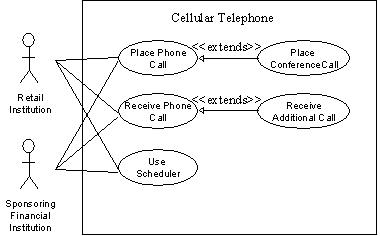 Cellular Telephone
<<extends>>
Place Phone
Call
Place
ConferenceCall
Retail
Institution
<<extends>>
Receive Phone
Call
Receive
Additional Call
Use
Scheduler
Sponsoring
Financial
Institution